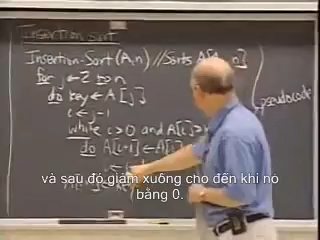 Insertion Sort
Insertion-Sort(A,n) // Sorts A[1..n]
for j←2 to n
do key←A[j]
i←j-1
while i>0 and A[i]>
do A[i+1]←A[i]
pseudocode
và sau đó giảm xuống cho đến khi nó
bằng 0.